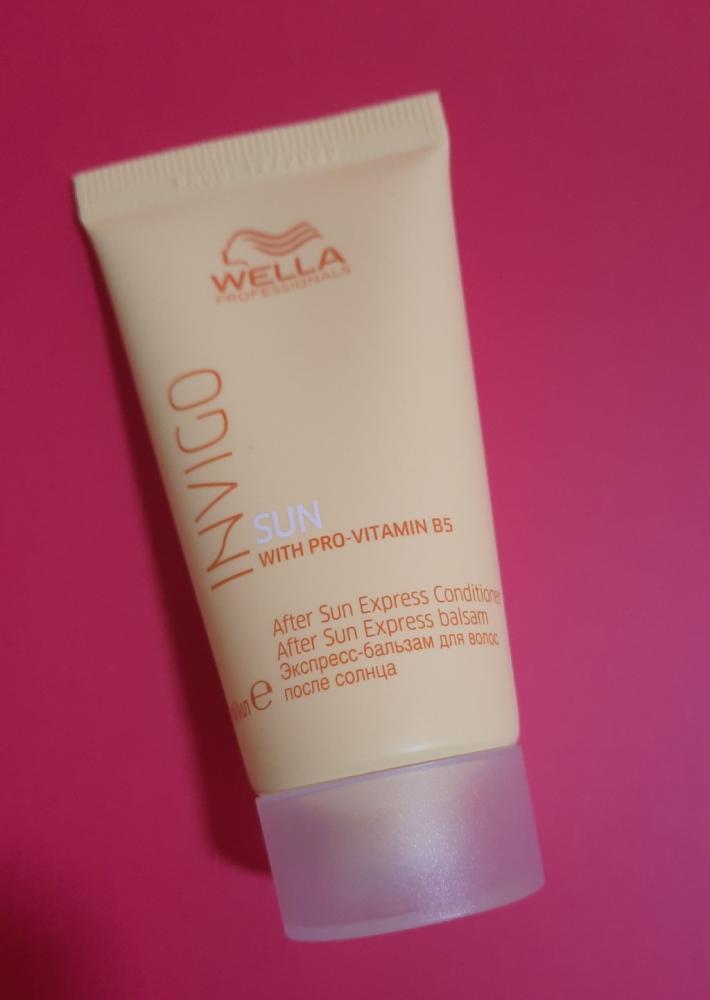 WELLA
PROFESSIONALS
INVIGO
SUN
WITH PRO-VITAMIN B5
After Sun Express Conditioner
After Sun Express balsam
Экспресс-бальзам для волос
после солнца
мл e